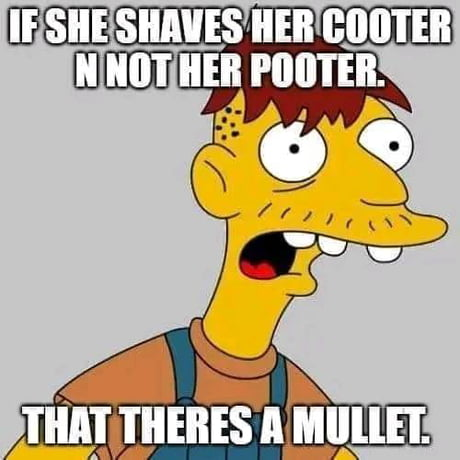 IF SHE SHAVES HER COOTER
N NOT HER POOTER.
THAT THERES A MULLET.